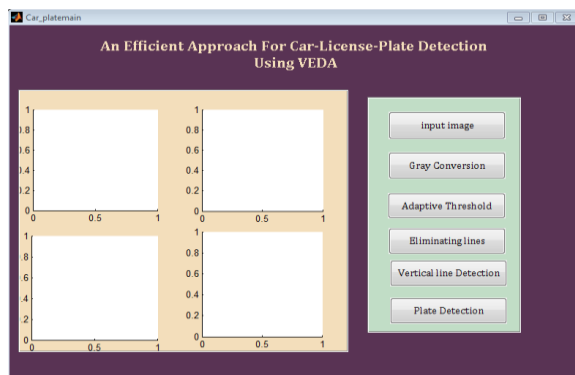 Car_platemain
An Efficient Approach For Car-License-Plate Detection
Using VEDA
1
0.8
0.6
0.4
0.2
0
0 0.5 1
1
0.8
0.6
0.4
0.2
0
0 0.5 1
1
.8
.6
.4
.2
0
0 0.5 1
1
0.8
0.6
0.4
0.2
0
0 0.5 1
input image
Gray Conversion
Adaptive Threshold
Eliminating lines
Vertical line Detection
Plate Detection